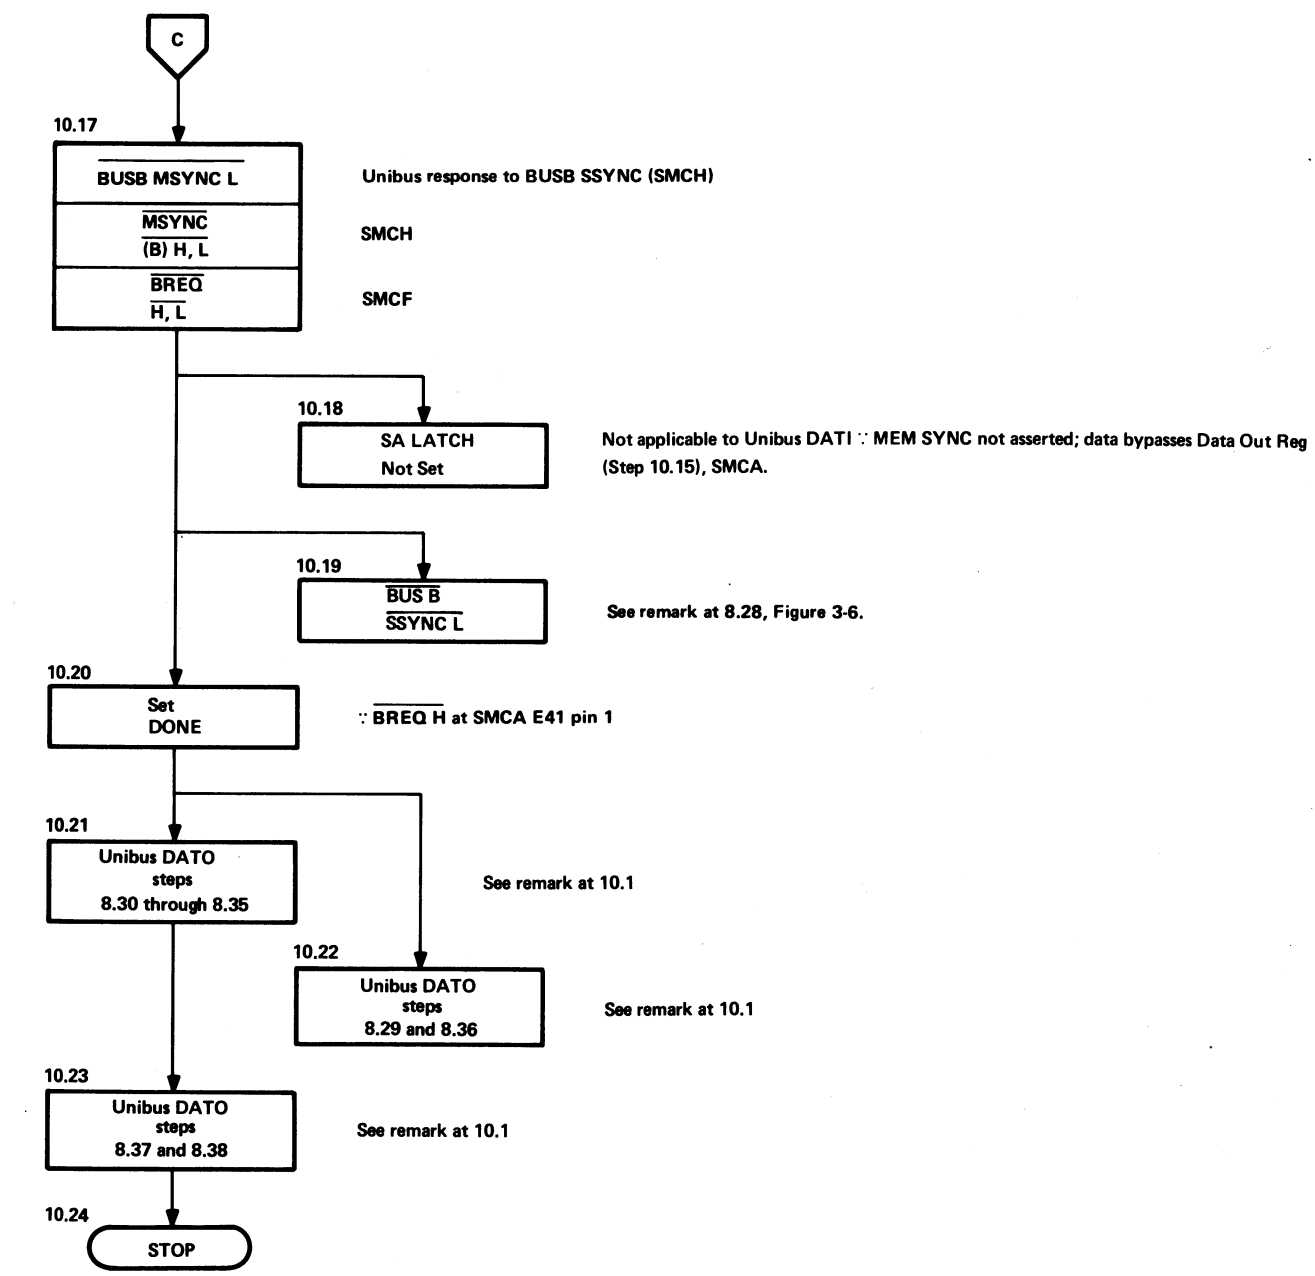 C
10.17
BUSB MSYNC L
Unibus response to BUSB SSYNC (SMCH)
MSYNC
(B) H, L
SMCH
BREQ
H, L
SMCF
10.18
SA LATCH
Not Set
Not applicable to Unibus DATI ∵ MEM SYNC not asserted; data bypasses Data Out Reg
(Step 10.15), SMCA.
10.19
BUS B
SSYNC L
See remark at 8.28, Figure 3-6.
10.20
Set
DONE
∵ BREQ H at SMCA E41 pin 1
10.21
Unibus DATO
steps
8.30 through 8.35
See remark at 10.1
10.22
Unibus DATO
steps
8.29 and 8.36
See remark at 10.1
10.23
Unibus DATO
steps
8.37 and 8.38
See remark at 10.1
10.24
STOP